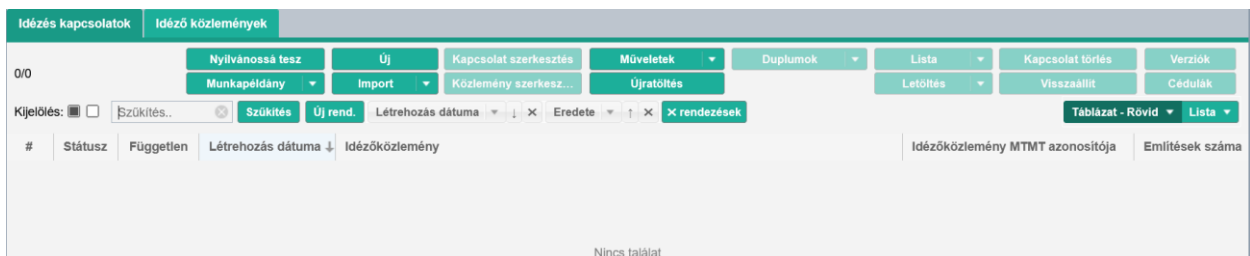 Idézés kapcsolatok Idéző közlemények
0/0
Nyilvánossá tesz Új Kapcsolat szerkesztés Műveletek Duplumok Lista Kapcsolat törlés Verziók
Munkapéldány Import Közlemény szerkesz... Újratöltés Letöltés Visszaállít Cédulák
Kijelölés: Szűkítés.. Szűkítés Új rend. Létrehozás dátuma ↓ × Eredete ↑ × × rendezések Táblázat - Rövid Lista
# Státusz Független Létrehozás dátuma ↓ Idézőközlemény Idézőközlemény MTMT azonosítója Említések száma
Nincs találat